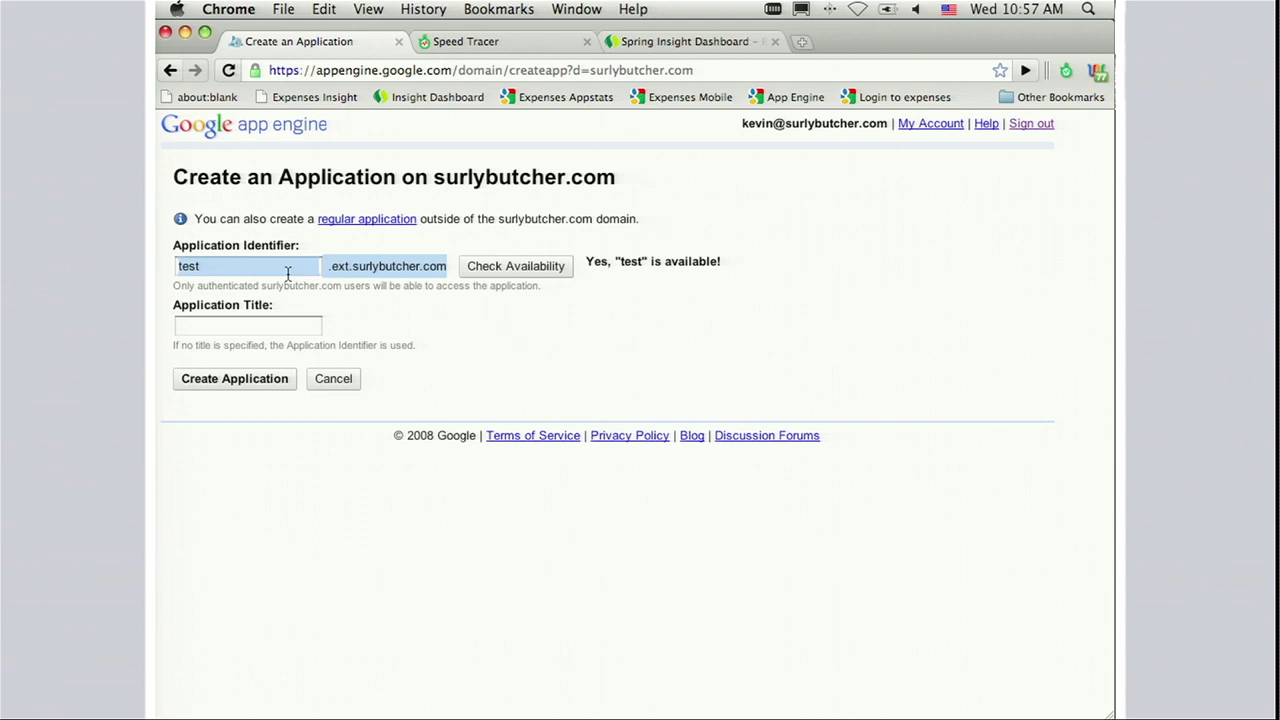 Chrome File Edit View History Bookmarks Window Help Wed 10:57 AM
Create an Application Speed Tracer Spring Insight Dashboard -
https://appengine.google.com/domain/createapp?d=surlybutcher.com
about:blank Expenses Insight Insight Dashboard Expenses Appstats Expenses Mobile App Engine Login to expenses Other Bookmarks
Google app engine kevin@surlybutcher.com | My Account | Help | Sign out
Create an Application on surlybutcher.com
You can also create a regular application outside of the surlybutcher.com domain.
Application Identifier:
test .ext.surlybutcher.com Check Availability Yes, "test" is available!
Only authenticated surlybutcher.com users will be able to access the application.
Application Title:
If no title is specified, the Application Identifier is used.
Create Application Cancel
© 2008 Google | Terms of Service | Privacy Policy | Blog | Discussion Forums